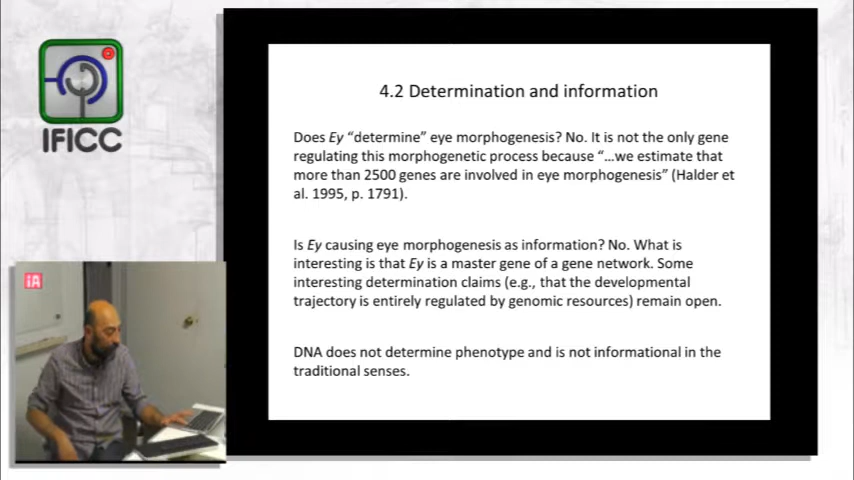 IFICC
iA
4.2 Determination and information
Does Ey “determine” eye morphogenesis? No. It is not the only gene
regulating this morphogenetic process because “…we estimate that
more than 2500 genes are involved in eye morphogenesis” (Halder et
al. 1995, p. 1791).
Is Ey causing eye morphogenesis as information? No. What is
interesting is that Ey is a master gene of a gene network. Some
interesting determination claims (e.g., that the developmental
trajectory is entirely regulated by genomic resources) remain open.
DNA does not determine phenotype and is not informational in the
traditional senses.